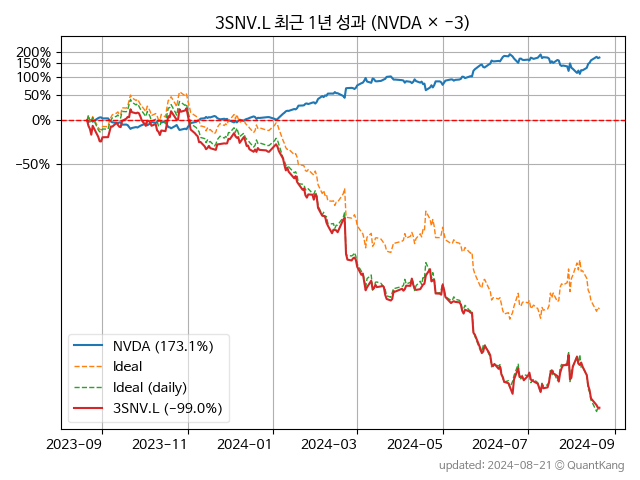 3SNV.L 최근 1년 성과 (NVDA × -3)
200%
150%
100%
50%
0%
-50%
NVDA (173.1%)
Ideal
Ideal (daily)
3SNV.L (-99.0%)
2023-09 2023-11 2024-01 2024-03 2024-05 2024-07 2024-09
updated: 2024-08-21 © QuantKang